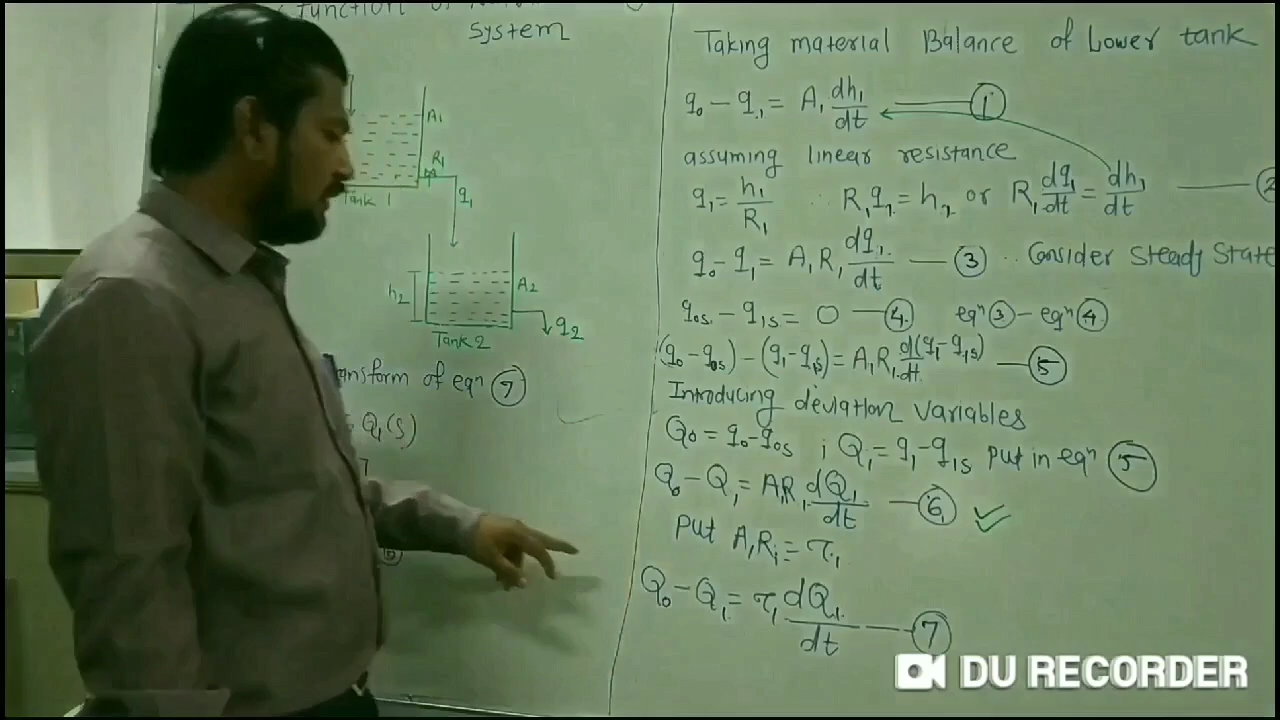 function of
System
A₁
R₁
Tank 1
q₁
h₂
A₂
q₂
Tank 2
ransform of eqⁿ ⑦
Q₁(s)
Taking material Balance of Lower tank
q₀ − q₁ = A₁ dh₁/dt —— ①
assuming linear resistance
q₁ = h₁/R₁ ∴ R₁q₁ = h₁ or R₁ dq₁/dt = dh₁/dt —— ②
q₀ − q₁ = A₁R₁ dq₁/dt — ③ .. Consider Steady State
q₀s − q₁s = 0 — ④ eqⁿ ③ − eqⁿ ④
(q₀ − q₀s) − (q₁ − q₁s) = A₁R₁ d(q₁ − q₁s)/dt — ⑤
Introducing deviation variables
Q₀ = q₀ − q₀s ; Q₁ = q₁ − q₁s put in eqⁿ ⑤
Q₀ − Q₁ = A₁R₁ dQ₁/dt — ⑥
Put A₁R₁ = τ₁
Q₀ − Q₁ = τ₁ dQ₁/dt — ⑦
DU RECORDER